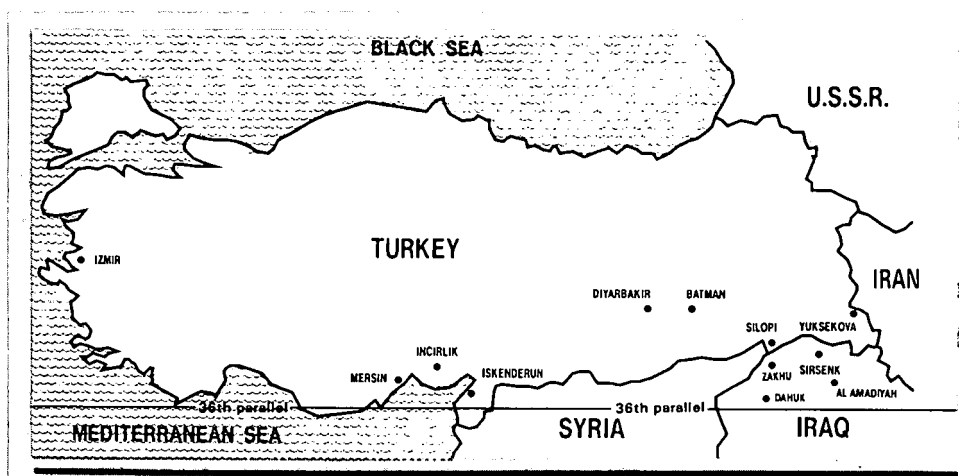 BLACK SEA
U.S.S.R.
TURKEY
IZMIR
IRAN
DIYARBAKIR
BATMAN
SILOPI
YUKSEKOVA
INCIRLIK
MERSIN
ISKENDERUN
ZAKHU
SIRSENK
DAHUK
AL AMADIYAH
36th parallel
36th parallel
MEDITERRANEAN SEA
SYRIA
IRAQ